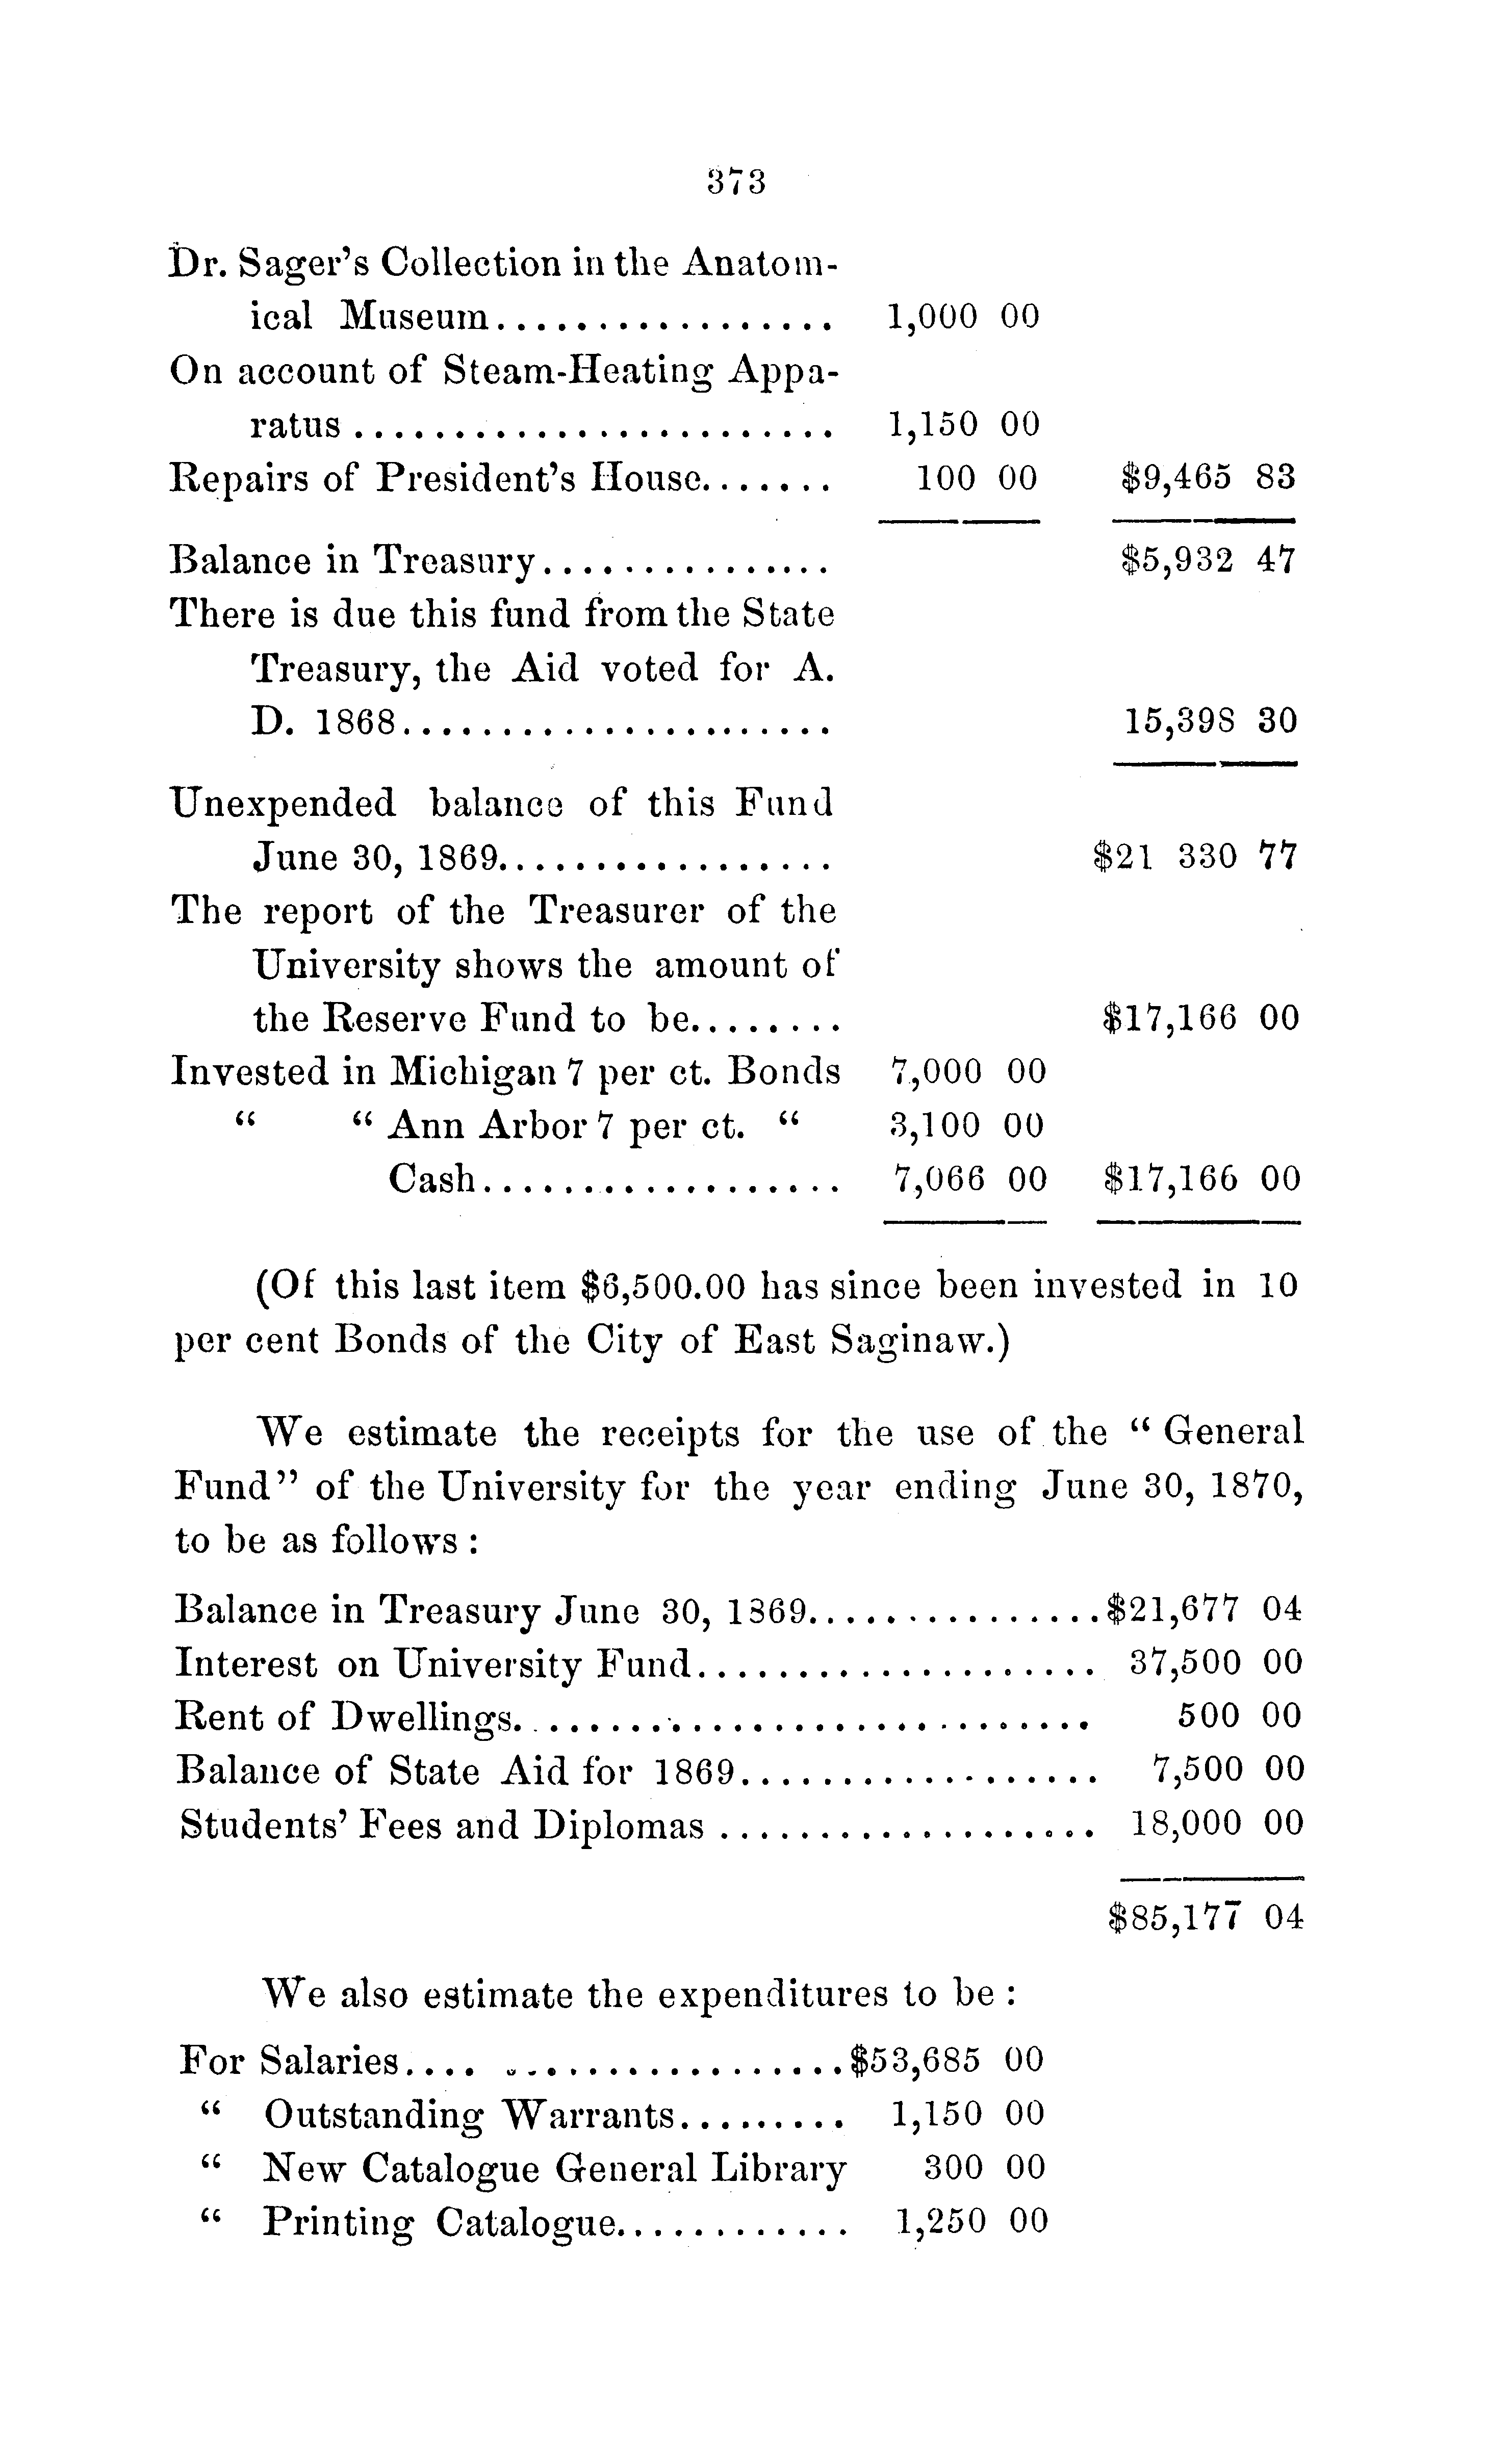 373
Dr. Sager's Collection in the Anatom-
ical Museum................. 1,000 00
On account of Steam-Heating Appa-
ratus ........................ 1,150 00
Repairs of President's House....... 100 00 $9,465 83
Balance in Treasury............... $5,932 47
There is due this fund from the State
Treasury, the Aid voted for A.
D. 1868...................... 15,398 30
Unexpended balance of this Fund
June 30, 1869................. $21 330 77
The report of the Treasurer of the
University shows the amount of
the Reserve Fund to be........ $17,166 00
Invested in Michigan 7 per ct. Bonds 7,000 00
" " Ann Arbor 7 per ct. " 3,100 00
Cash.................. 7,066 00 $17,166 00
(Of this last item $6,500.00 has since been invested in 10
per cent Bonds of the City of East Saginaw.)
We estimate the receipts for the use of the " General
Fund" of the University for the year ending June 30, 1870,
to be as follows :
Balance in Treasury June 30, 1869...............$21,677 04
Interest on University Fund.................... 37,500 00
Rent of Dwellings............................. 500 00
Balance of State Aid for 1869.................. 7,500 00
Students' Fees and Diplomas ................... 18,000 00
$85,177 04
We also estimate the expenditures to be :
For Salaries.... .................$53,685 00
" Outstanding Warrants......... 1,150 00
" New Catalogue General Library 300 00
" Printing Catalogue............ 1,250 00